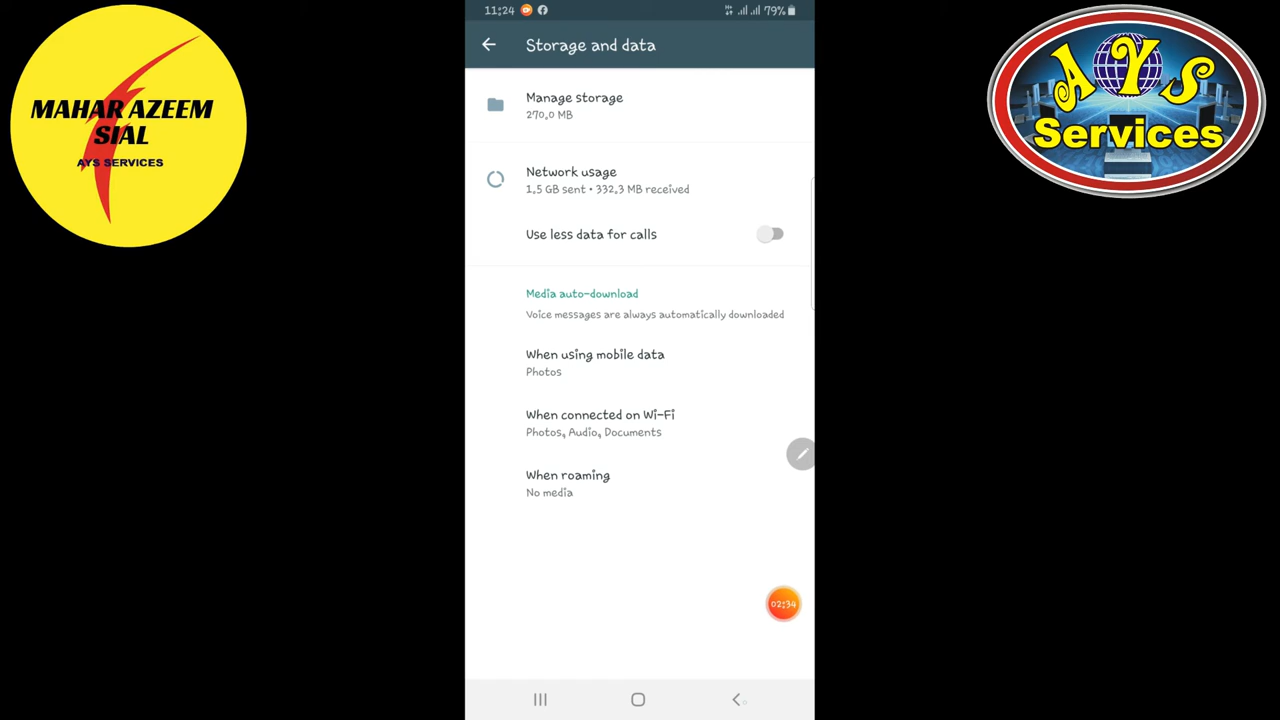 MAHAR AZEEM
SIAL
AYS SERVICES
AYS
Services
11:24
79%
Storage and data
Manage storage
270,0 MB
Network usage
1,5 GB sent • 332,3 MB received
Use less data for calls
Media auto-download
Voice messages are always automatically downloaded
When using mobile data
Photos
When connected on Wi-Fi
Photos, Audio, Documents
When roaming
No media
02:34